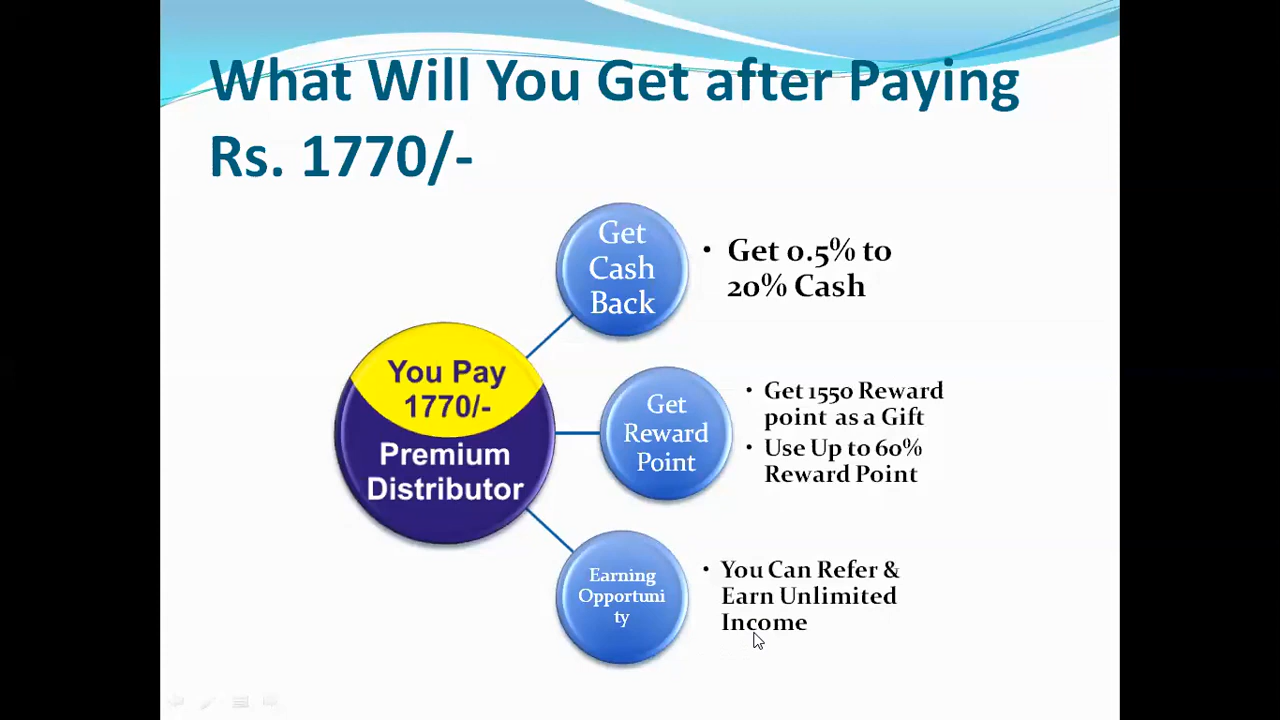 What Will You Get after Paying
Rs. 1770/-
Get
Cash
Back
• Get 0.5% to
20% Cash
You Pay
1770/-
Premium
Distributor
Get
Reward
Point
• Get 1550 Reward
point as a Gift
• Use Up to 60%
Reward Point
Earning
Opportuni
ty
• You Can Refer &
Earn Unlimited
Income